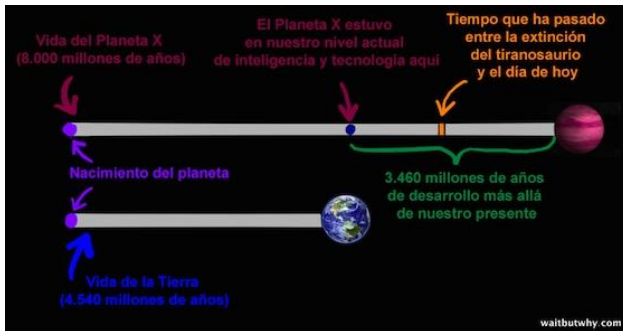 Vida del Planeta X
(8.000 millones de años)
El Planeta X estuvo
en nuestro nivel actual
de inteligencia y tecnología aquí
Tiempo que ha pasado
entre la extinción
del tiranosaurio
y el día de hoy
Nacimiento del planeta
3.460 millones de años
de desarrollo más allá
de nuestro presente
Vida de la Tierra
(4.540 millones de años)
waitbutwhy.com